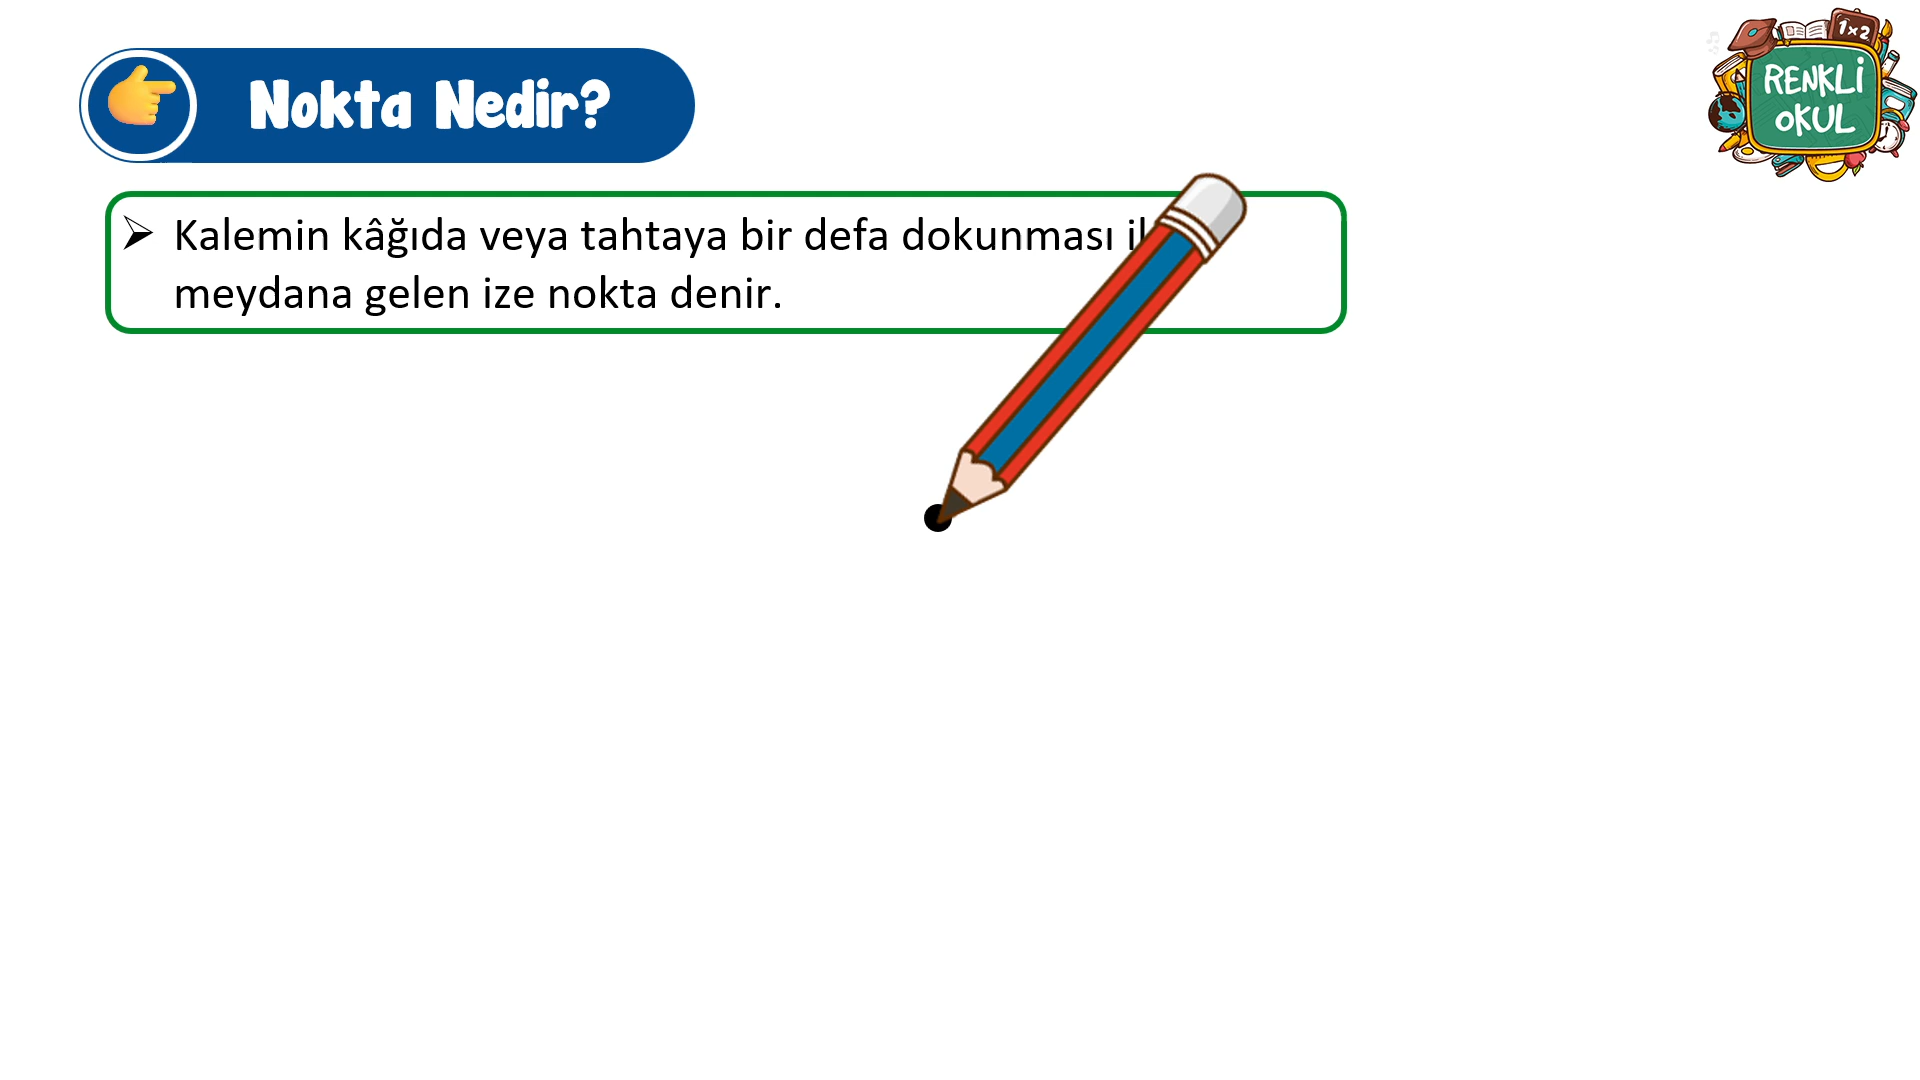 Nokta Nedir?
1x2
RENKLİ
OKUL
Kalemin kâğıda veya tahtaya bir defa dokunması
meydana gelen ize nokta denir.